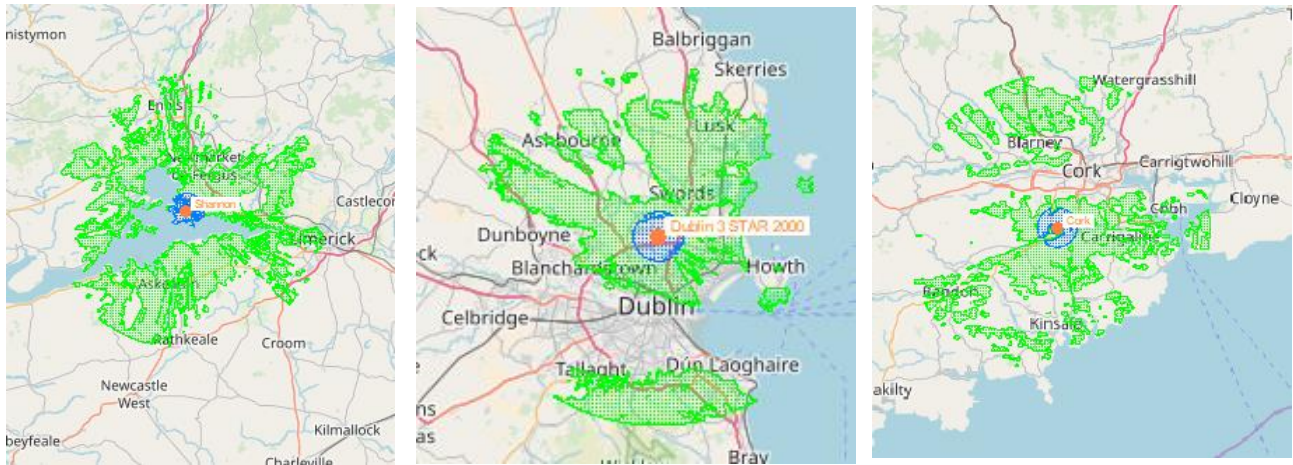 nistymon
Ennis
Newmarket
on Fergus
Shannon
Castlecon
Limerick
Askeaton
Rathkeale
Croom
Newcastle
West
Kilmallock
beyfeale
Charleville
Balbriggan
Skerries
Ashbourne
Lusk
Swords
Dublin 3 STAR 2000
Dunboyne
ck
Blanchardstown
Howth
Dublin
Celbridge
Dún Laoghaire
Tallaght
ns
as
Bray
Watergrasshill
Blarney
Carrigtwohill
Cork
Cloyne
Cobh
Cork
Carrigaline
Bandon
Kinsale
akilty